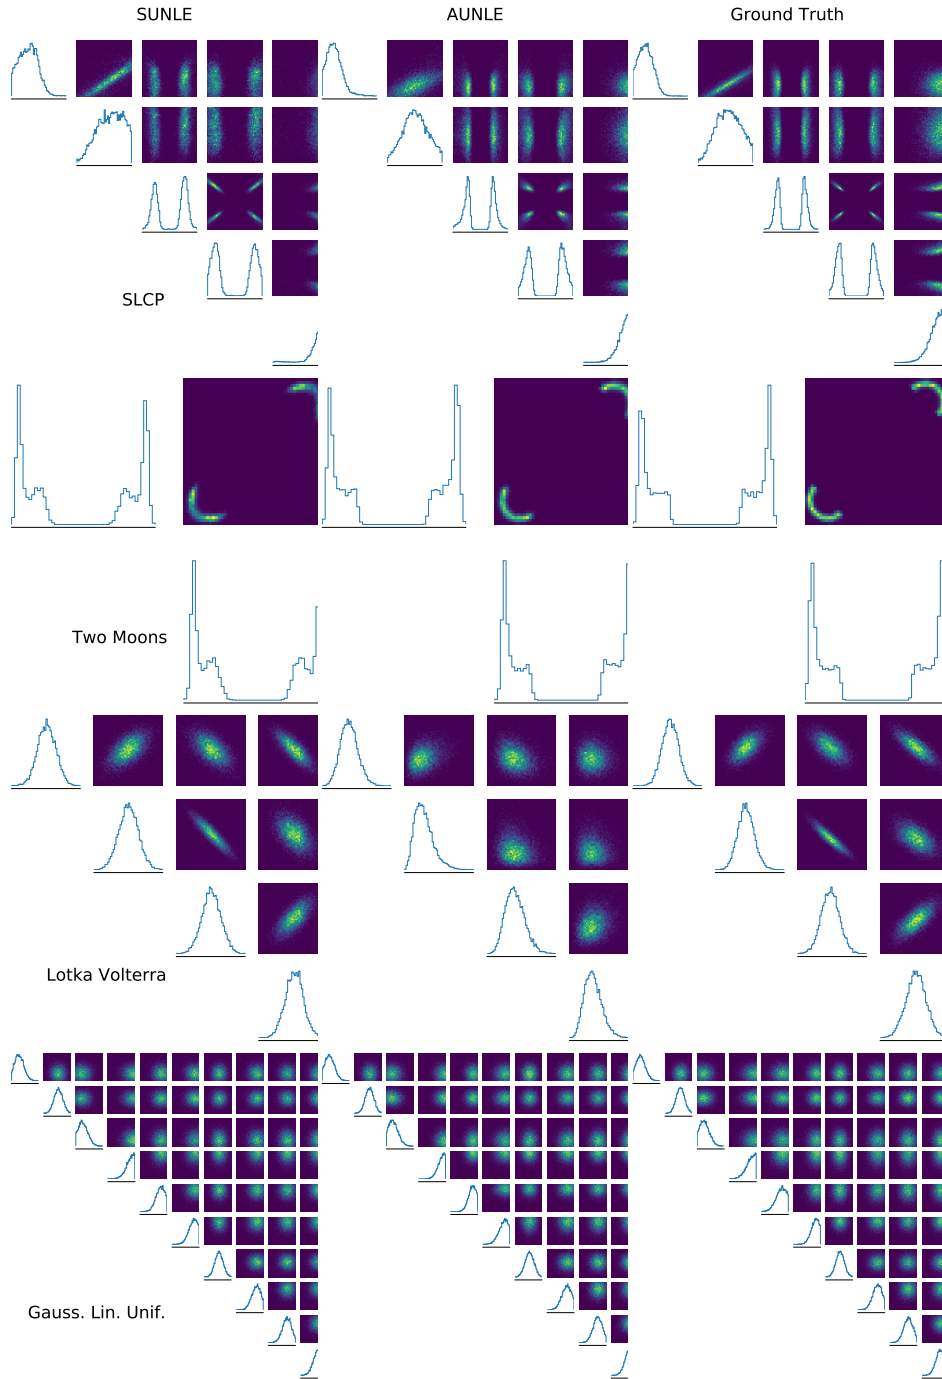 SUNLE
AUNLE
Ground Truth
SLCP
Two Moons
Lotka Volterra
Gauss. Lin. Unif.